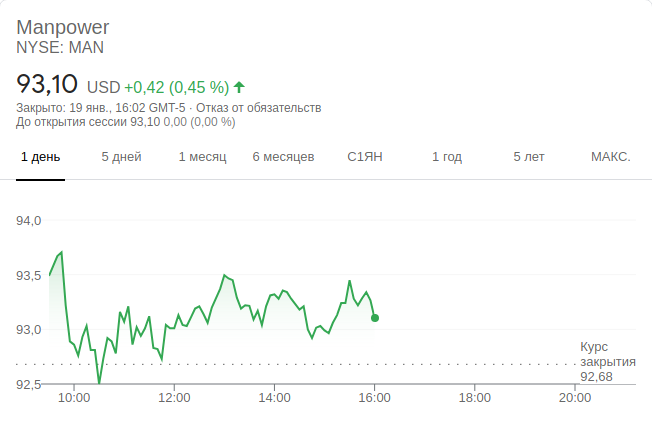 Manpower
NYSE: MAN
93,10 USD +0,42 (0,45 %)
Закрыто: 19 янв., 16:02 GMT-5 · Отказ от обязательств
До открытия сессии 93,10 0,00 (0,00 %)
1 день 5 дней 1 месяц 6 месяцев С1ЯН 1 год 5 лет МАКС.
94,0
93,5
93,0
Курс
закрытия
92,68
92,5
10:00 12:00 14:00 16:00 18:00 20:00